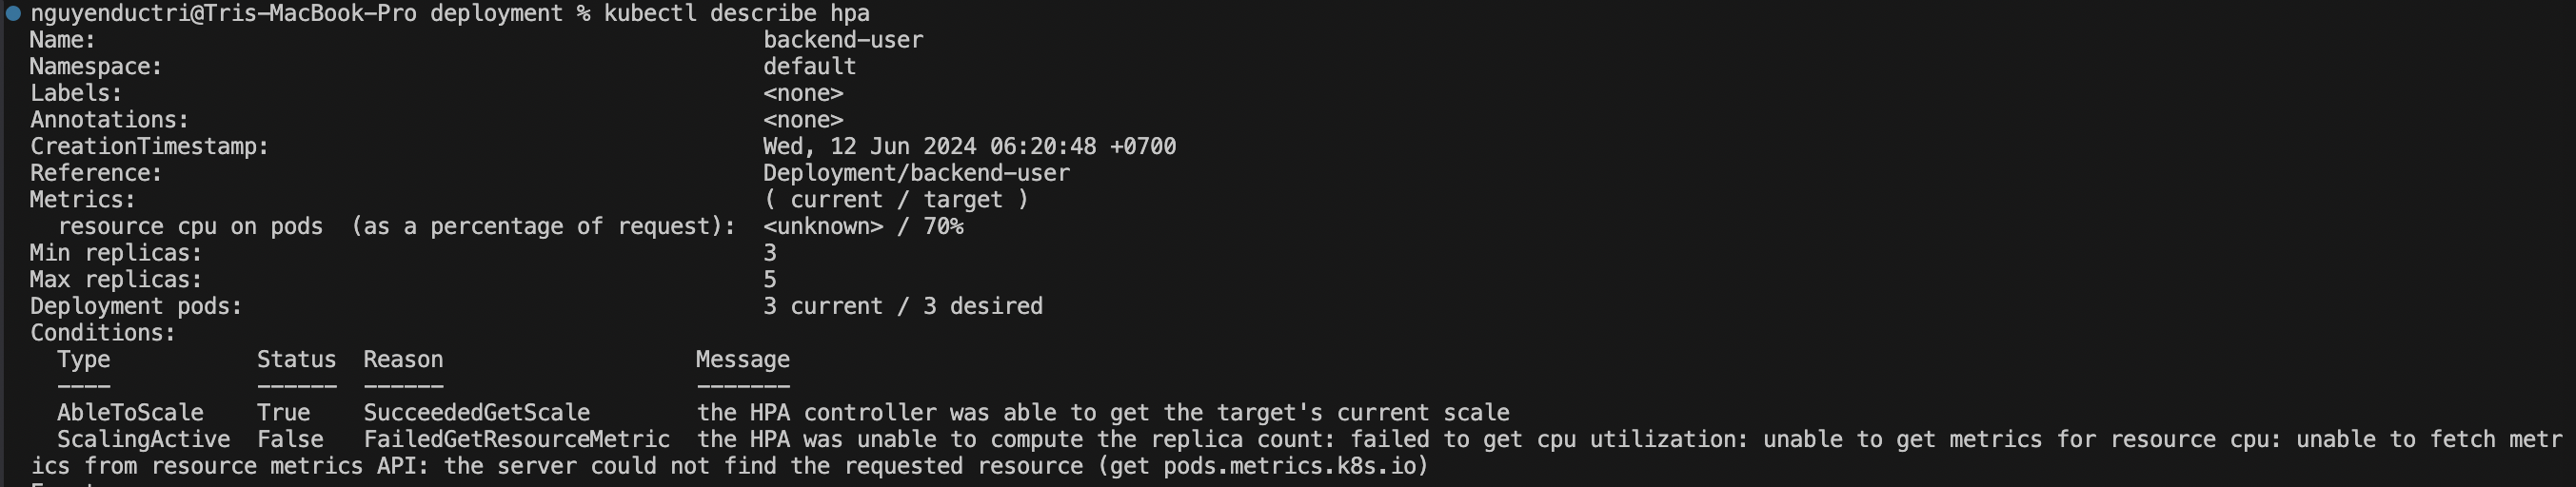 nguyenductri@Tris-MacBook-Pro deployment % kubectl describe hpa
Name:                                                  backend-user
Namespace:                                             default
Labels:                                                <none>
Annotations:                                           <none>
CreationTimestamp:                                     Wed, 12 Jun 2024 06:20:48 +0700
Reference:                                             Deployment/backend-user
Metrics:                                               ( current / target )
  resource cpu on pods  (as a percentage of request):  <unknown> / 70%
Min replicas:                                          3
Max replicas:                                          5
Deployment pods:                                       3 current / 3 desired
Conditions:
  Type           Status  Reason                   Message
  ----           ------  ------                   -------
  AbleToScale    True    SucceededGetScale        the HPA controller was able to get the target's current scale
  ScalingActive  False   FailedGetResourceMetric  the HPA was unable to compute the replica count: failed to get cpu utilization: unable to get metrics for resource cpu: unable to fetch metr
ics from resource metrics API: the server could not find the requested resource (get pods.metrics.k8s.io)